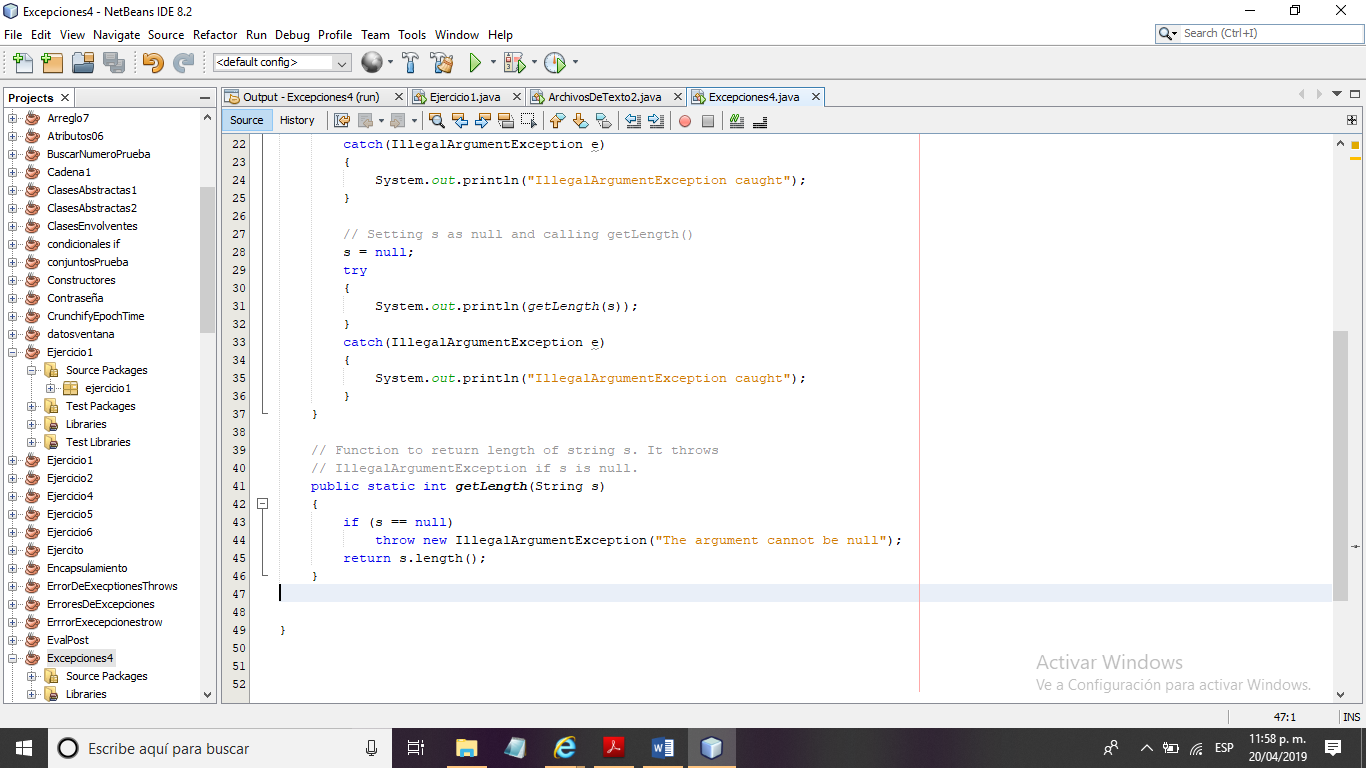 Excepciones4 - NetBeans IDE 8.2
File Edit View Navigate Source Refactor Run Debug Profile Team Tools Window Help
Search (Ctrl+I)
<default config>
Projects
Output - Excepciones4 (run) Ejercicio1.java ArchivosDeTexto2.java Excepciones4.java
Source History
Arreglo7
Atributos06
BuscarNumeroPrueba
Cadena1
ClasesAbstractas1
ClasesAbstractas2
ClasesEnvolventes
condicionales if
conjuntosPrueba
Constructores
Contraseña
CrunchifyEpochTime
datosventana
Ejercicio1
Source Packages
ejercicio1
Test Packages
Libraries
Test Libraries
Ejercicio1
Ejercicio2
Ejercicio4
Ejercicio5
Ejercicio6
Ejercito
Encapsulamiento
ErrorDeExecptionesThrows
ErroresDeExcepciones
ErrrorExecepcionestrow
EvalPost
Excepciones4
Source Packages
Libraries
22 catch(IllegalArgumentException e)
23 {
24 System.out.println("IllegalArgumentException caught");
25 }
26
27 // Setting s as null and calling getLength()
28 s = null;
29 try
30 {
31 System.out.println(getLength(s));
32 }
33 catch(IllegalArgumentException e)
34 {
35 System.out.println("IllegalArgumentException caught");
36 }
37 }
38
39 // Function to return length of string s. It throws
40 // IllegalArgumentException if s is null.
41 public static int getLength(String s)
42 {
43 if (s == null)
44 throw new IllegalArgumentException("The argument cannot be null");
45 return s.length();
46 }
47
48
49 }
50
51
52
Activar Windows
Ve a Configuración para activar Windows.
47:1 INS
Escribe aquí para buscar
ESP
11:58 p. m.
20/04/2019